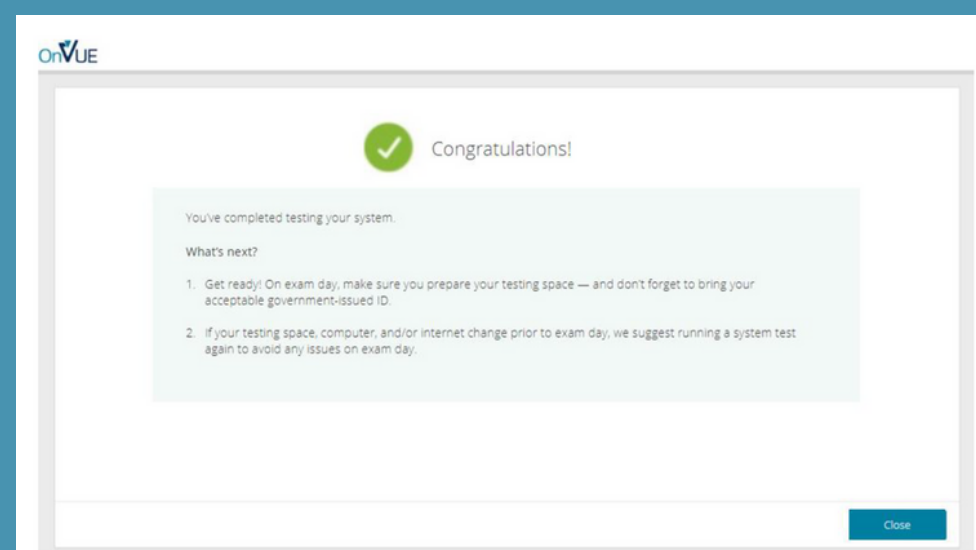 OnVUE
Congratulations!
You've completed testing your system.
What's next?
1. Get ready! On exam day, make sure you prepare your testing space — and don't forget to bring your
acceptable government-issued ID.
2. If your testing space, computer, and/or internet change prior to exam day, we suggest running a system test
again to avoid any issues on exam day.
Close